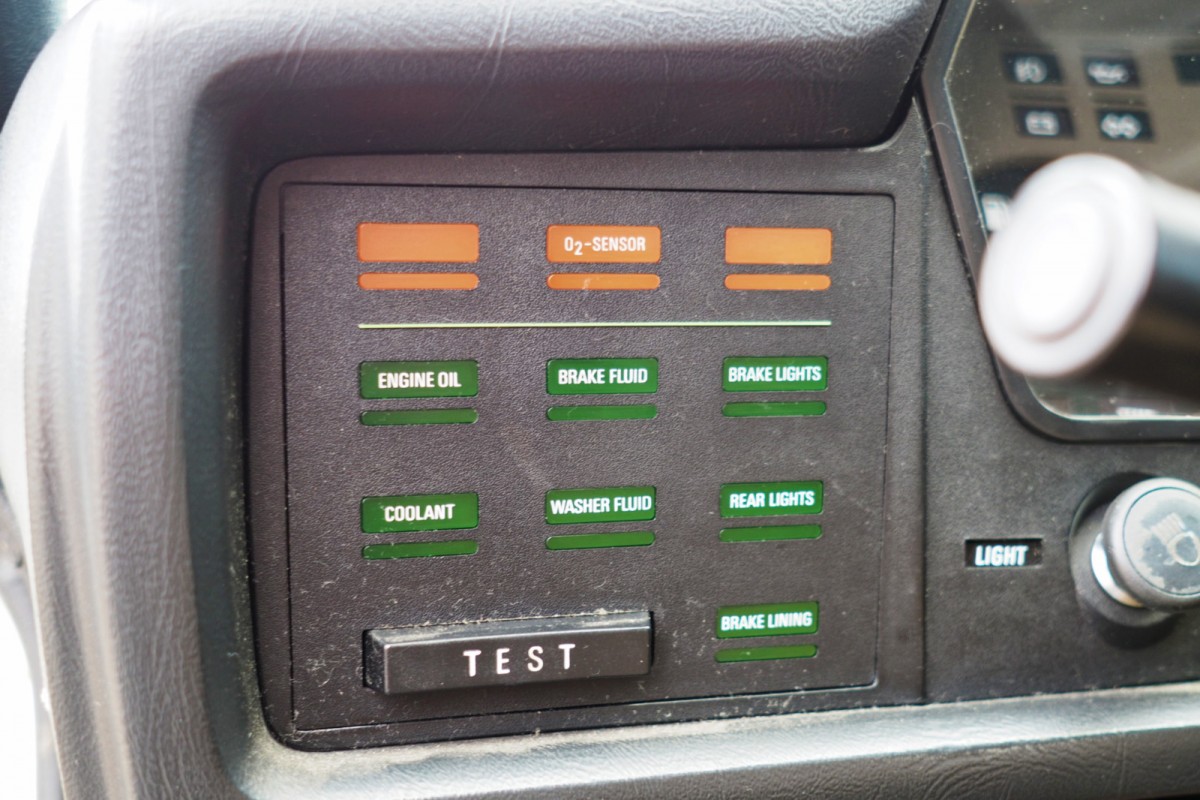 O2-SENSOR
ENGINE OIL
BRAKE FLUID
BRAKE LIGHTS
COOLANT
WASHER FLUID
REAR LIGHTS
BRAKE LINING
TEST
LIGHT